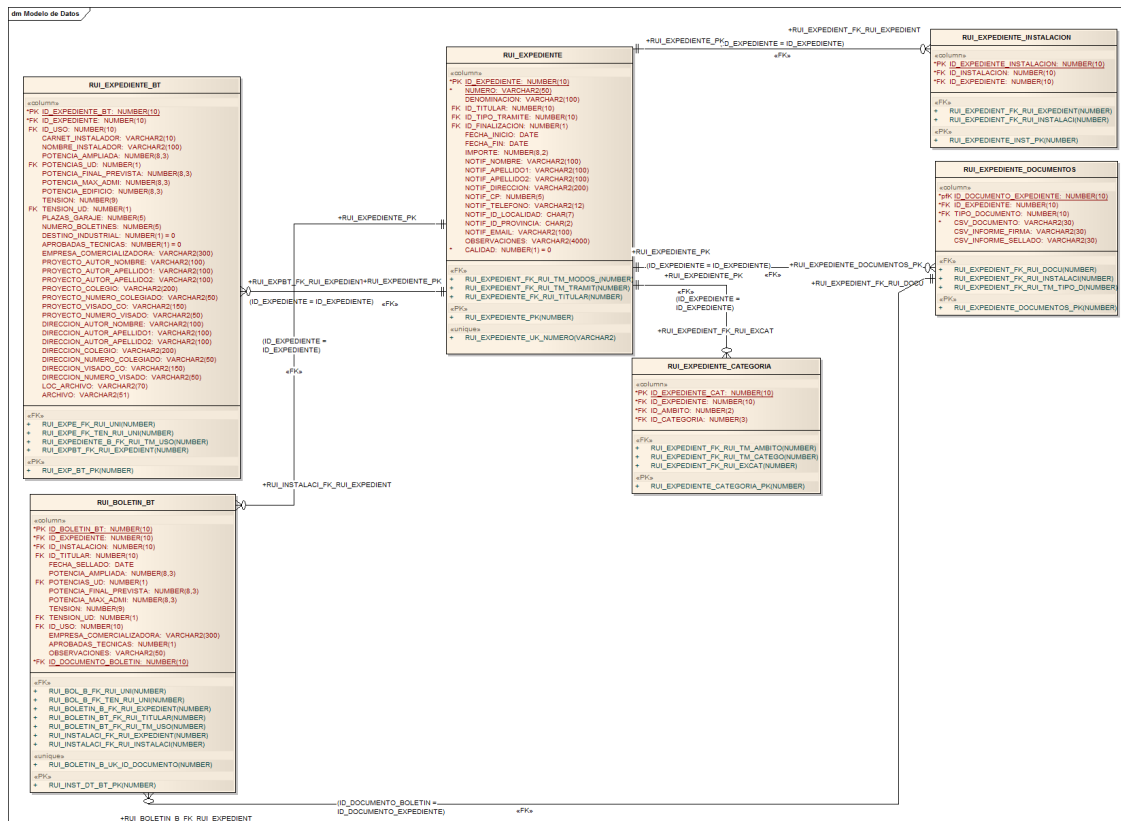 dm Modelo de Datos
RUI_EXPEDIENTE_BT
«column»
*PK ID_EXPEDIENTE_BT: NUMBER(10)
*FK ID_EXPEDIENTE: NUMBER(10)
FK ID_USO: NUMBER(10)
CARNET_INSTALADOR: VARCHAR2(10)
NOMBRE_INSTALADOR: VARCHAR2(100)
POTENCIA_AMPLIADA: NUMBER(8,3)
FK POTENCIAS_UD: NUMBER(1)
POTENCIA_FINAL_PREVISTA: NUMBER(8,3)
POTENCIA_MAX_ADMI: NUMBER(8,3)
POTENCIA_EDIFICIO: NUMBER(8,3)
TENSION: NUMBER(9)
FK TENSION_UD: NUMBER(1)
PLAZAS_GARAJE: NUMBER(5)
NUMERO_BOLETINES: NUMBER(5)
DESTINO_INDUSTRIAL: NUMBER(1) = 0
APROBADAS_TECNICAS: NUMBER(1) = 0
EMPRESA_COMERCIALIZADORA: VARCHAR2(300)
PROYECTO_AUTOR_NOMBRE: VARCHAR2(100)
PROYECTO_AUTOR_APELLIDO1: VARCHAR2(100)
PROYECTO_AUTOR_APELLIDO2: VARCHAR2(100)
PROYECTO_COLEGIO: VARCHAR2(200)
PROYECTO_NUMERO_COLEGIADO: VARCHAR2(50)
PROYECTO_VISADO_CO: VARCHAR2(150)
PROYECTO_NUMERO_VISADO: VARCHAR2(50)
DIRECCION_AUTOR_NOMBRE: VARCHAR2(100)
DIRECCION_AUTOR_APELLIDO1: VARCHAR2(100)
DIRECCION_AUTOR_APELLIDO2: VARCHAR2(100)
DIRECCION_COLEGIO: VARCHAR2(200)
DIRECCION_NUMERO_COLEGIADO: VARCHAR2(50)
DIRECCION_VISADO_CO: VARCHAR2(150)
DIRECCION_NUMERO_VISADO: VARCHAR2(50)
LOC_ARCHIVO: VARCHAR2(70)
ARCHIVO: VARCHAR2(51)
«FK»
+ RUI_EXPE_FK_RUI_UNI(NUMBER)
+ RUI_EXPE_FK_TEN_RUI_UNI(NUMBER)
+ RUI_EXPEDIENTE_B_FK_RUI_TM_USO(NUMBER)
+ RUI_EXPBT_FK_RUI_EXPEDIENT(NUMBER)
«PK»
+ RUI_EXP_BT_PK(NUMBER)
RUI_EXPEDIENTE
«column»
*PK ID_EXPEDIENTE: NUMBER(10)
* NUMERO: VARCHAR2(50)
DENOMINACION: VARCHAR2(100)
FK ID_TITULAR: NUMBER(10)
FK ID_TIPO_TRAMITE: NUMBER(10)
FK ID_FINALIZACION: NUMBER(1)
FECHA_INICIO: DATE
FECHA_FIN: DATE
IMPORTE: NUMBER(8,2)
NOTIF_NOMBRE: VARCHAR2(100)
NOTIF_APELLIDO1: VARCHAR2(100)
NOTIF_APELLIDO2: VARCHAR2(100)
NOTIF_DIRECCION: VARCHAR2(200)
NOTIF_CP: NUMBER(5)
NOTIF_TELEFONO: VARCHAR2(12)
NOTIF_ID_LOCALIDAD: CHAR(7)
NOTIF_ID_PROVINCIA: CHAR(2)
NOTIF_EMAIL: VARCHAR2(100)
OBSERVACIONES: VARCHAR2(4000)
* CALIDAD: NUMBER(1) = 0
«FK»
+ RUI_EXPEDIENT_FK_RUI_TM_MODOS_(NUMBER)
+ RUI_EXPEDIENT_FK_RUI_TM_TRAMIT(NUMBER)
+ RUI_EXPEDIENTE_FK_RUI_TITULAR(NUMBER)
«PK»
+ RUI_EXPEDIENTE_PK(NUMBER)
«unique»
+ RUI_EXPEDIENTE_UK_NUMERO(VARCHAR2)
+RUI_EXPEDIENT_FK_RUI_EXPEDIENT
+RUI_EXPEDIENTE_PK
(ID_EXPEDIENTE = ID_EXPEDIENTE)
«FK»
RUI_EXPEDIENTE_INSTALACION
«column»
*PK ID_EXPEDIENTE_INSTALACION: NUMBER(10)
*FK ID_INSTALACION: NUMBER(10)
*FK ID_EXPEDIENTE: NUMBER(10)
«FK»
+ RUI_EXPEDIENT_FK_RUI_EXPEDIENT(NUMBER)
+ RUI_EXPEDIENT_FK_RUI_INSTALACI(NUMBER)
«PK»
+ RUI_EXPEDIENTE_INST_PK(NUMBER)
RUI_EXPEDIENTE_DOCUMENTOS
«column»
*pfK ID_DOCUMENTO_EXPEDIENTE: NUMBER(10)
*FK ID_EXPEDIENTE: NUMBER(10)
*FK TIPO_DOCUMENTO: NUMBER(10)
* CSV_DOCUMENTO: VARCHAR2(30)
CSV_INFORME_FIRMA: VARCHAR2(30)
CSV_INFORME_SELLADO: VARCHAR2(30)
«FK»
+ RUI_EXPEDIENT_FK_RUI_DOCU(NUMBER)
+ RUI_EXPEDIENT_FK_RUI_INSTALACI(NUMBER)
+ RUI_EXPEDIENT_FK_RUI_TM_TIPO_D(NUMBER)
«PK»
+ RUI_EXPEDIENTE_DOCUMENTOS_PK(NUMBER)
+RUI_EXPEDIENTE_PK
+RUI_EXPEDIENTE_PK
+RUI_EXPBT_FK_RUI_EXPEDIENT
(ID_EXPEDIENTE = ID_EXPEDIENTE)
«FK»
+RUI_EXPEDIENTE_PK
(ID_EXPEDIENTE = ID_EXPEDIENTE)
«FK»
+RUI_EXPEDIENTE_DOCUMENTOS_PK
+RUI_EXPEDIENT_FK_RUI_DOCU
+RUI_EXPEDIENTE_PK
«FK»
(ID_EXPEDIENTE =
ID_EXPEDIENTE)
+RUI_EXPEDIENT_FK_RUI_EXCAT
(ID_EXPEDIENTE =
ID_EXPEDIENTE)
«FK»
+RUI_INSTALACI_FK_RUI_EXPEDIENT
RUI_EXPEDIENTE_CATEGORIA
«column»
*PK ID_EXPEDIENTE_CAT: NUMBER(10)
*FK ID_EXPEDIENTE: NUMBER(10)
*FK ID_AMBITO: NUMBER(2)
*FK ID_CATEGORIA: NUMBER(3)
«FK»
+ RUI_EXPEDIENT_FK_RUI_TM_AMBITO(NUMBER)
+ RUI_EXPEDIENT_FK_RUI_TM_CATEGO(NUMBER)
+ RUI_EXPEDIENT_FK_RUI_EXCAT(NUMBER)
«PK»
+ RUI_EXPEDIENTE_CATEGORIA_PK(NUMBER)
RUI_BOLETIN_BT
«column»
*PK ID_BOLETIN_BT: NUMBER(10)
*FK ID_EXPEDIENTE: NUMBER(10)
*FK ID_INSTALACION: NUMBER(10)
FK ID_TITULAR: NUMBER(10)
FECHA_SELLADO: DATE
POTENCIA_AMPLIADA: NUMBER(8,3)
FK POTENCIAS_UD: NUMBER(1)
POTENCIA_FINAL_PREVISTA: NUMBER(8,3)
POTENCIA_MAX_ADMI: NUMBER(8,3)
TENSION: NUMBER(9)
FK TENSION_UD: NUMBER(1)
FK ID_USO: NUMBER(10)
EMPRESA_COMERCIALIZADORA: VARCHAR2(300)
APROBADAS_TECNICAS: NUMBER(1)
OBSERVACIONES: VARCHAR2(50)
*FK ID_DOCUMENTO_BOLETIN: NUMBER(10)
«FK»
+ RUI_BOL_B_FK_RUI_UNI(NUMBER)
+ RUI_BOL_B_FK_TEN_RUI_UNI(NUMBER)
+ RUI_BOLETIN_B_FK_RUI_EXPEDIENT(NUMBER)
+ RUI_BOLETIN_BT_FK_RUI_TITULAR(NUMBER)
+ RUI_BOLETIN_BT_FK_RUI_TM_USO(NUMBER)
+ RUI_INSTALACI_FK_RUI_EXPEDIENT(NUMBER)
+ RUI_INSTALACI_FK_RUI_INSTALACI(NUMBER)
«unique»
+ RUI_BOLETIN_B_UK_ID_DOCUMENTO(NUMBER)
«PK»
+ RUI_INST_DT_BT_PK(NUMBER)
(ID_DOCUMENTO_BOLETIN =
ID_DOCUMENTO_EXPEDIENTE)
«FK»
+RUI_BOLETIN_B_FK_RUI_EXPEDIENT